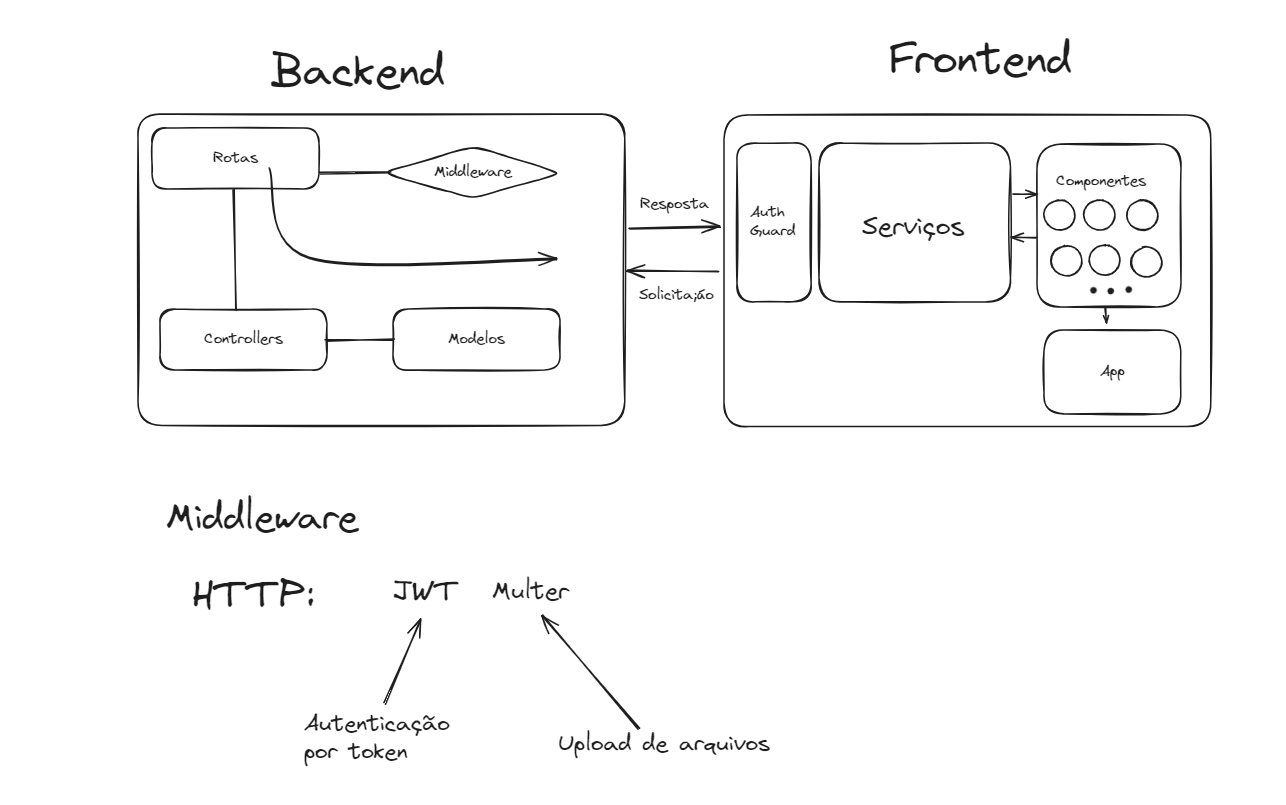 Backend
Frontend
Rotas
Middleware
Controllers
Modelos
Resposta
Solicitação
Auth
Guard
Serviços
Componentes
App
Middleware
HTTP:
JWT
Multer
Autenticação
por token
Upload de arquivos